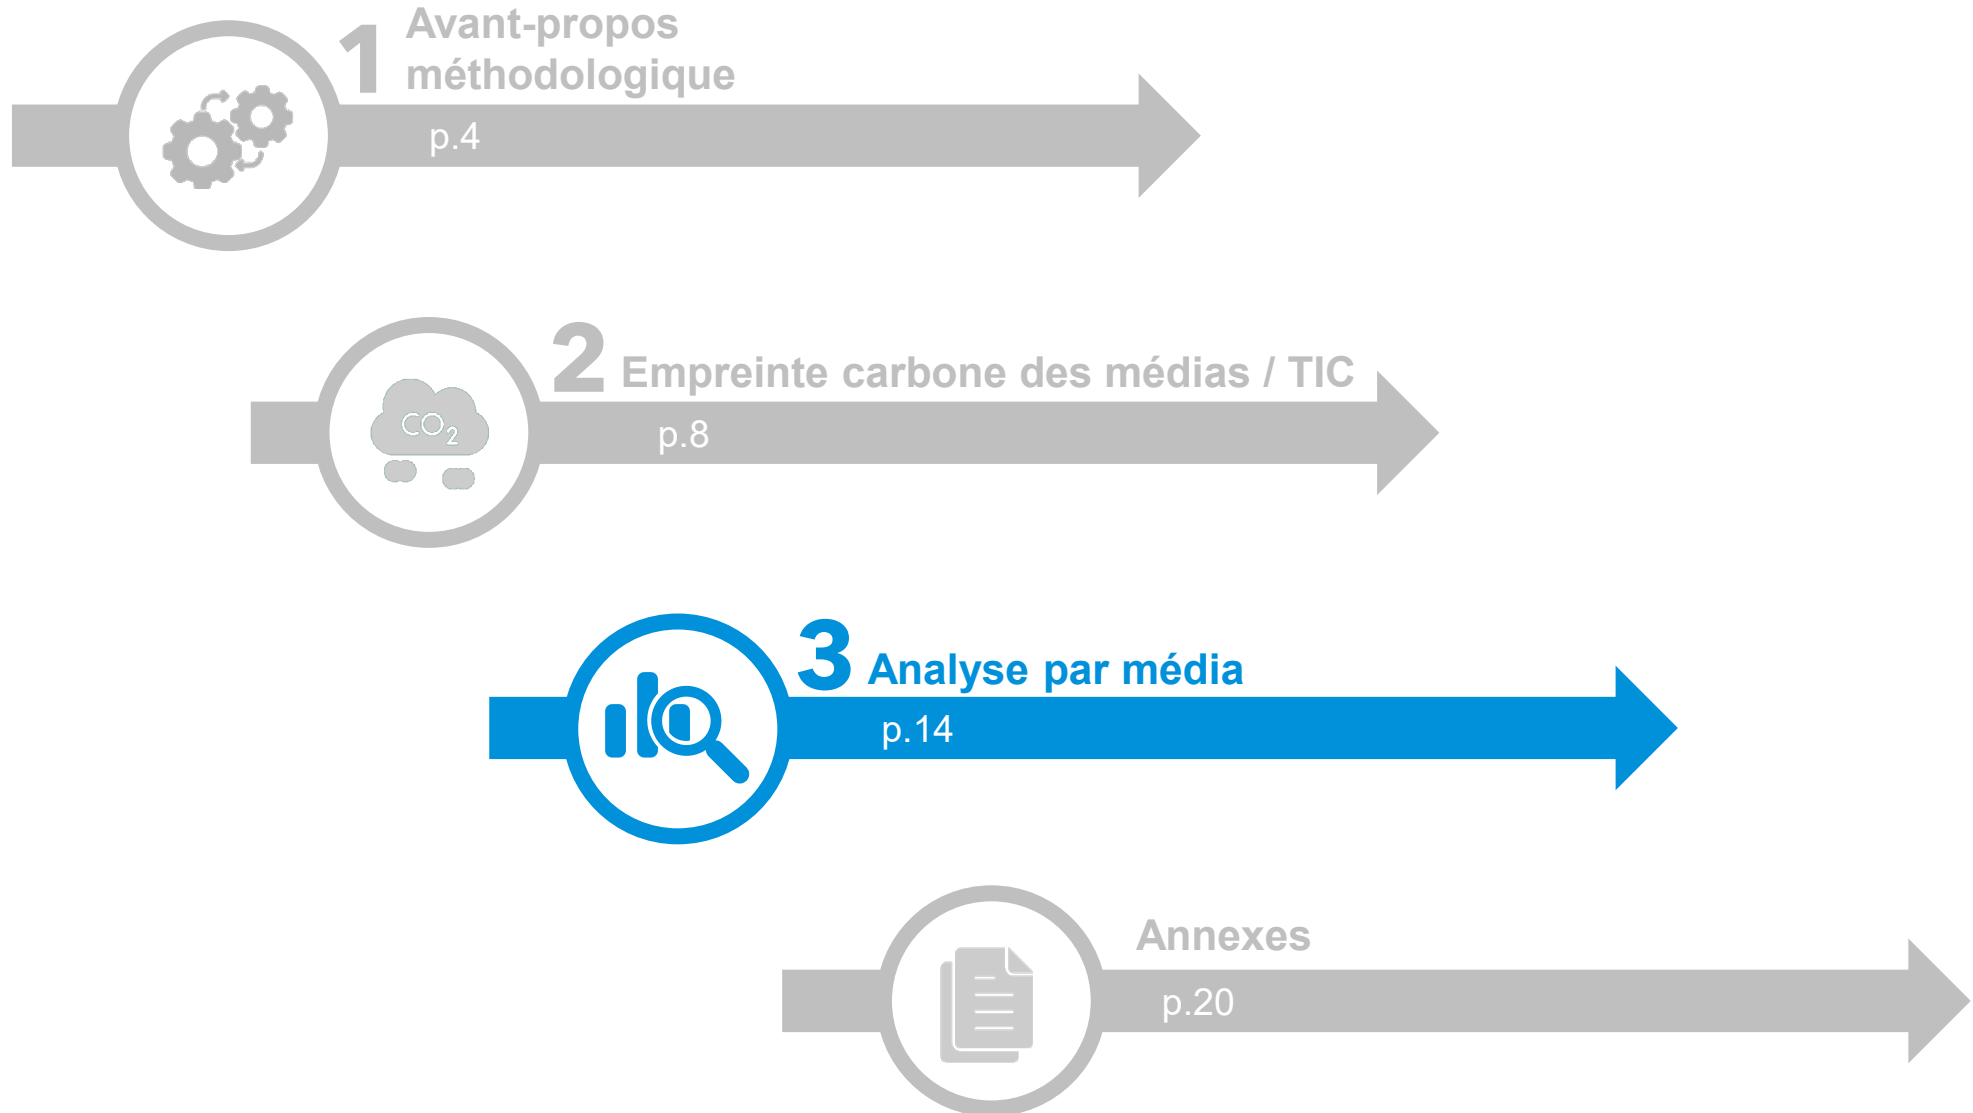 1 Avant-propos
méthodologique
p.4
2 Empreinte carbone des médias / TIC
CO2
p.8
3 Analyse par média
p.14
Annexes
p.20